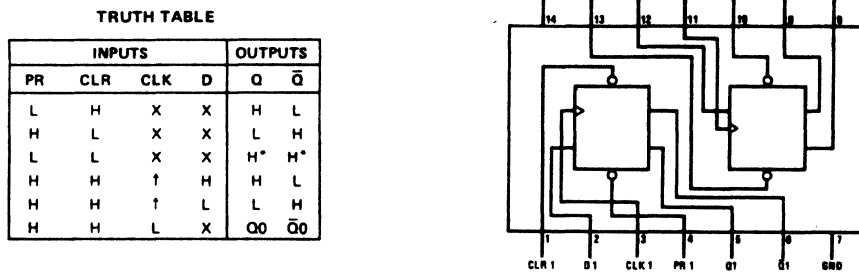 TRUTH TABLE
INPUTS OUTPUTS
PR CLR CLK D Q Q̅
L H X X H L
H L X X L H
L L X X H* H*
H H ↑ H H L
H H ↑ L L H
H H L X Q0 Q̅0
14 13 12 11 10 9 8
1 2 3 4 5 6 7
CLR 1 D 1 CLK 1 PR 1 Q1 Q̅1 GND